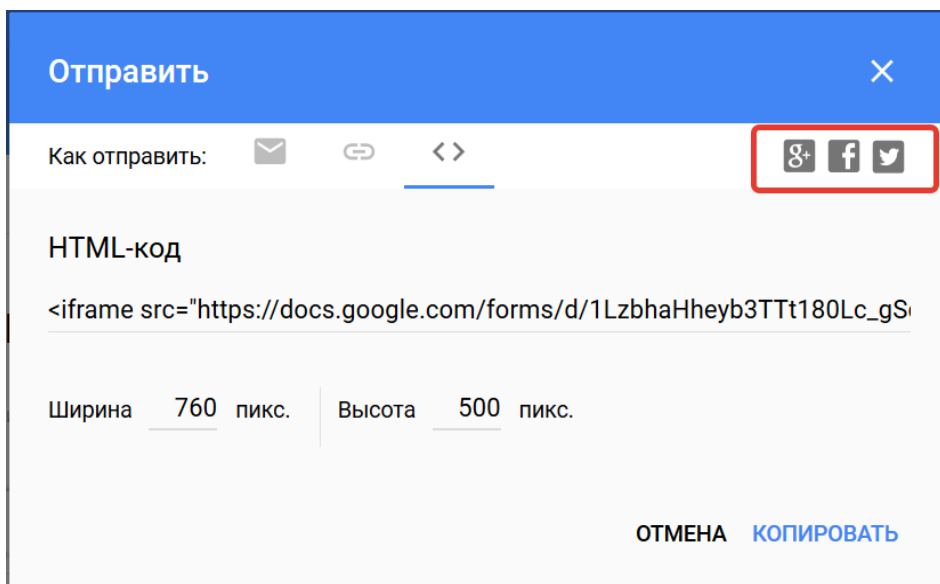 Отправить
Как отправить:
HTML-код
<iframe src="https://docs.google.com/forms/d/1LzbhaHheyb3TTt180Lc_gS
Ширина 760 пикс. Высота 500 пикс.
ОТМЕНА КОПИРОВАТЬ